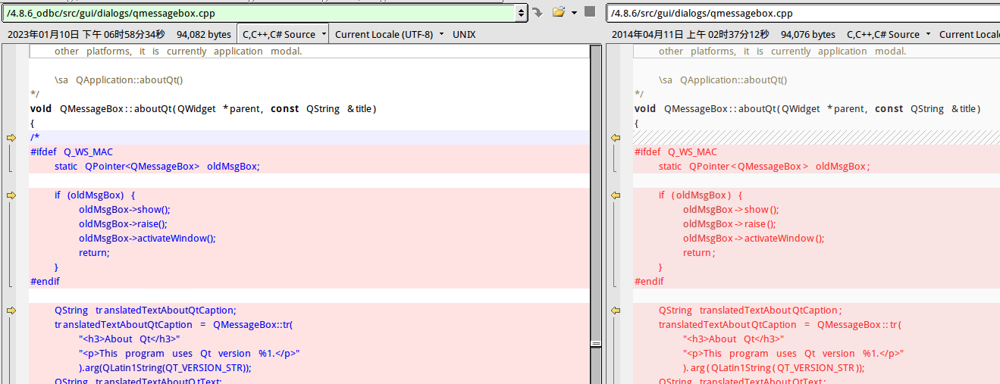 /4.8.6_odbc/src/gui/dialogs/qmessagebox.cpp
2023年01月10日 下午 06时58分34秒 94,082 bytes C,C++,C# Source Current Locale (UTF-8) UNIX
other platforms, it is currently application modal.
\sa QApplication::aboutQt()
*/
void QMessageBox::aboutQt(QWidget *parent, const QString &title)
{
/*
#ifdef Q_WS_MAC
static QPointer<QMessageBox> oldMsgBox;
if (oldMsgBox) {
oldMsgBox->show();
oldMsgBox->raise();
oldMsgBox->activateWindow();
return;
}
#endif
QString translatedTextAboutQtCaption;
translatedTextAboutQtCaption = QMessageBox::tr(
"<h3>About Qt</h3>"
"<p>This program uses Qt version %1.</p>"
).arg(QLatin1String(QT_VERSION_STR));
QString translatedTextAboutQtText;
/4.8.6/src/gui/dialogs/qmessagebox.cpp
2014年04月11日 上午 02时37分12秒 94,076 bytes C,C++,C# Source Current Local
other platforms, it is currently application modal.
\sa QApplication::aboutQt()
*/
void QMessageBox::aboutQt(QWidget *parent, const QString &title)
{
#ifdef Q_WS_MAC
static QPointer<QMessageBox> oldMsgBox;
if (oldMsgBox) {
oldMsgBox->show();
oldMsgBox->raise();
oldMsgBox->activateWindow();
return;
}
#endif
QString translatedTextAboutQtCaption;
translatedTextAboutQtCaption = QMessageBox::tr(
"<h3>About Qt</h3>"
"<p>This program uses Qt version %1.</p>"
).arg(QLatin1String(QT_VERSION_STR));
QString translatedTextAboutQtText;